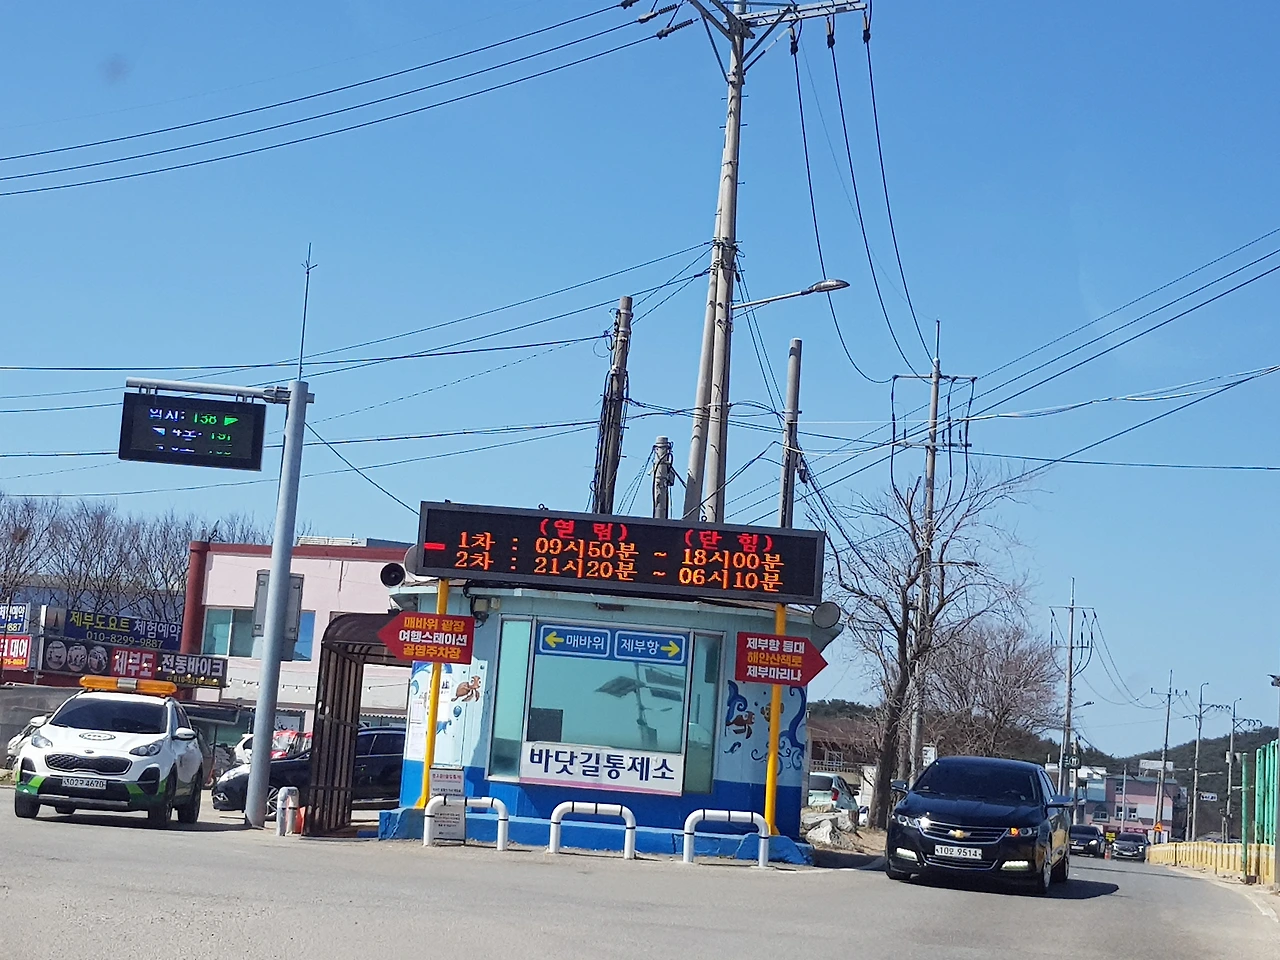 138
(열 림) (닫 힘)
1차 : 09시50분 ~ 18시00분
2차 : 21시20분 ~ 06시10분
매바위 광장
여행스테이션
공영주차장
매바위
제부항
제부항 등대
해안산책로
제부마리나
바닷길통제소
제부도요트 체험예약
010-8299-9887
제부도 전동바이크
10오 9514